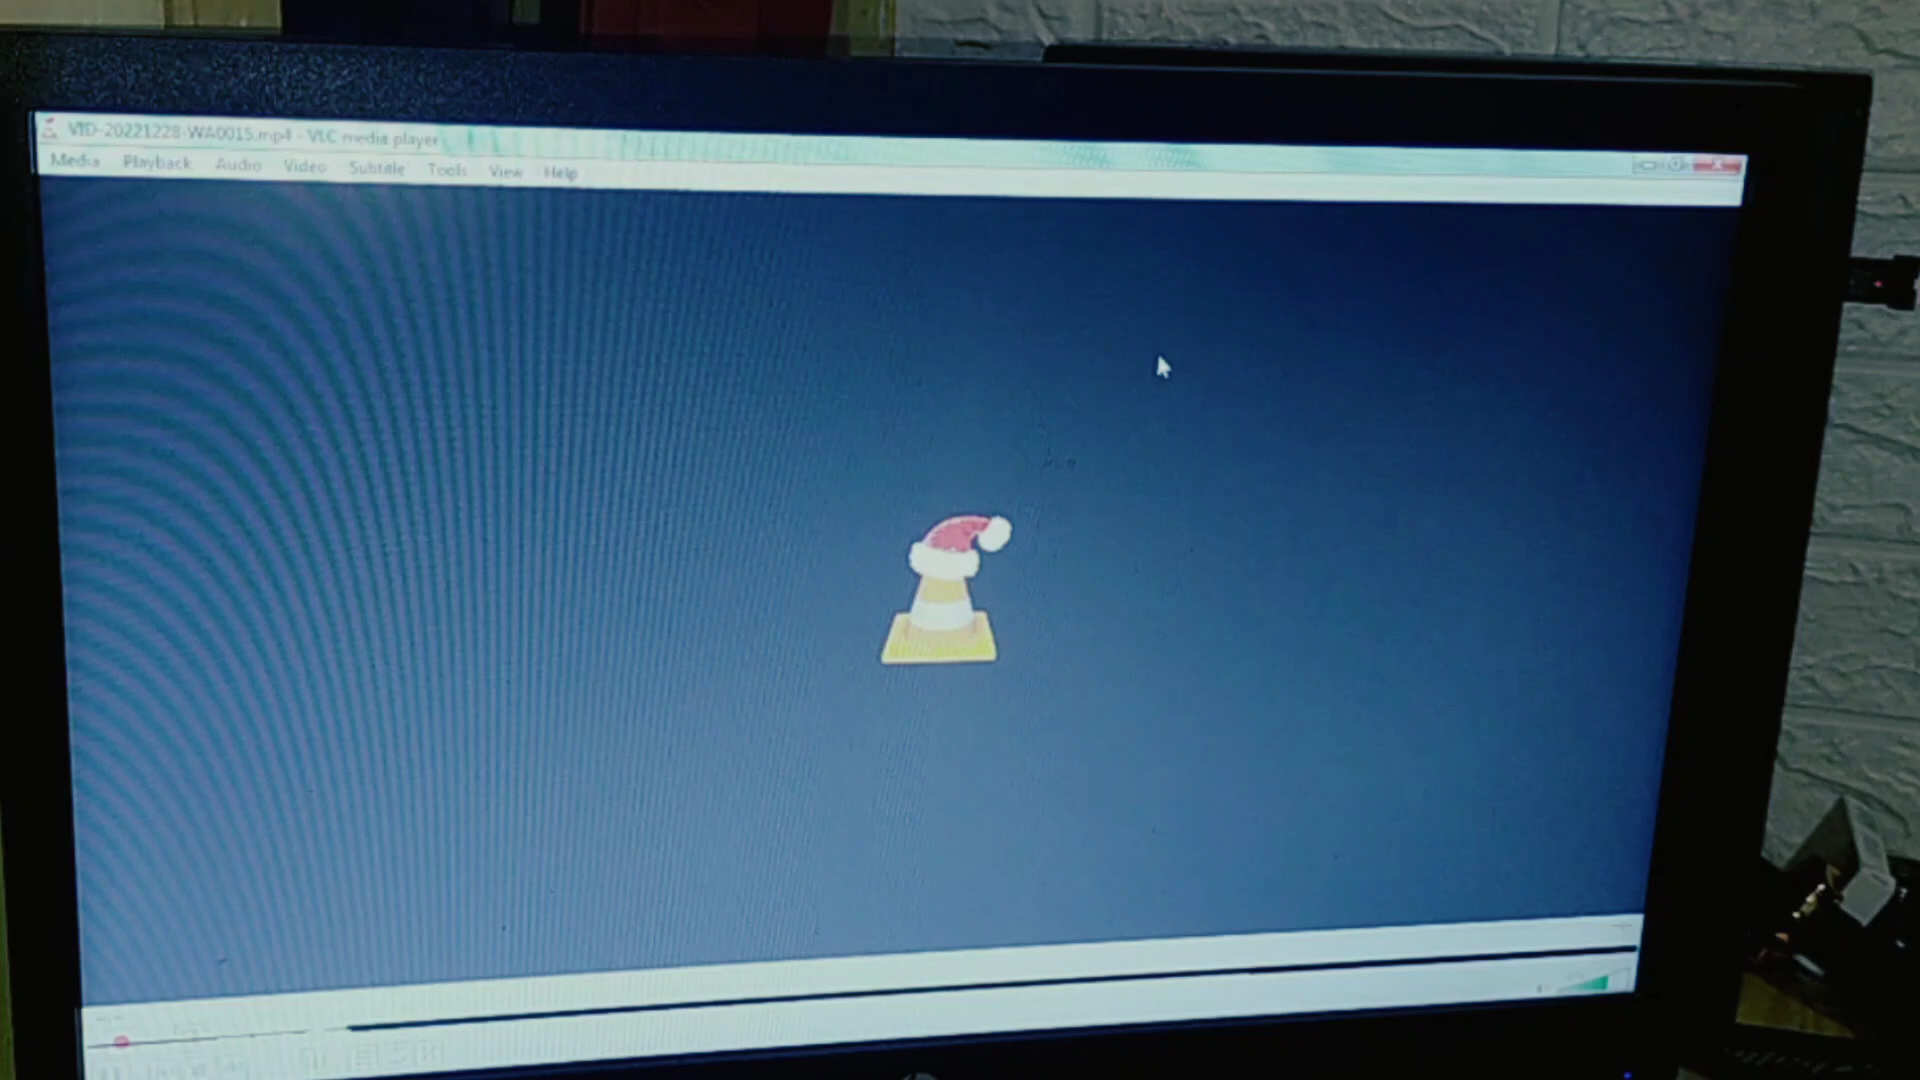 VID-20221228-WA0015.mp4 - VLC media player
Media Playback Audio Video Subtitle Tools View Help